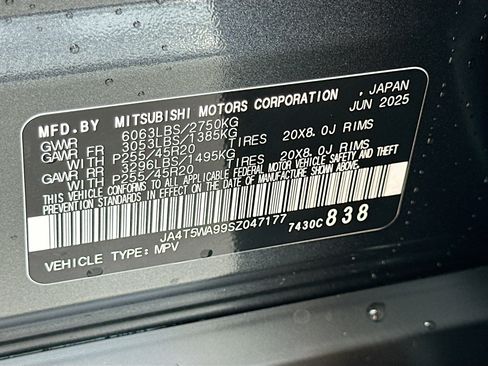 MFD.BY MITSUBISHI MOTORS CORPORATION , JAPAN
GVWR 6063LBS/2750KG JUN 2025
GAWR FR 3053LBS/1385KG
WITH P255/45R20 TIRES 20X8.0J RIMS
GAWR RR 3296LBS/1495KG
WITH P255/45R20 TIRES 20X8.0J RIMS
THIS VEHICLE CONFORMS TO ALL APPLICABLE FEDERAL MOTOR VEHICLE SAFETY AND THEFT
PREVENTION STANDARDS IN EFFECT ON THE DATE OF MANUFACTURE SHOWN ABOVE.
JA4T5WA99SZ047177 7430C838
VEHICLE TYPE: MPV